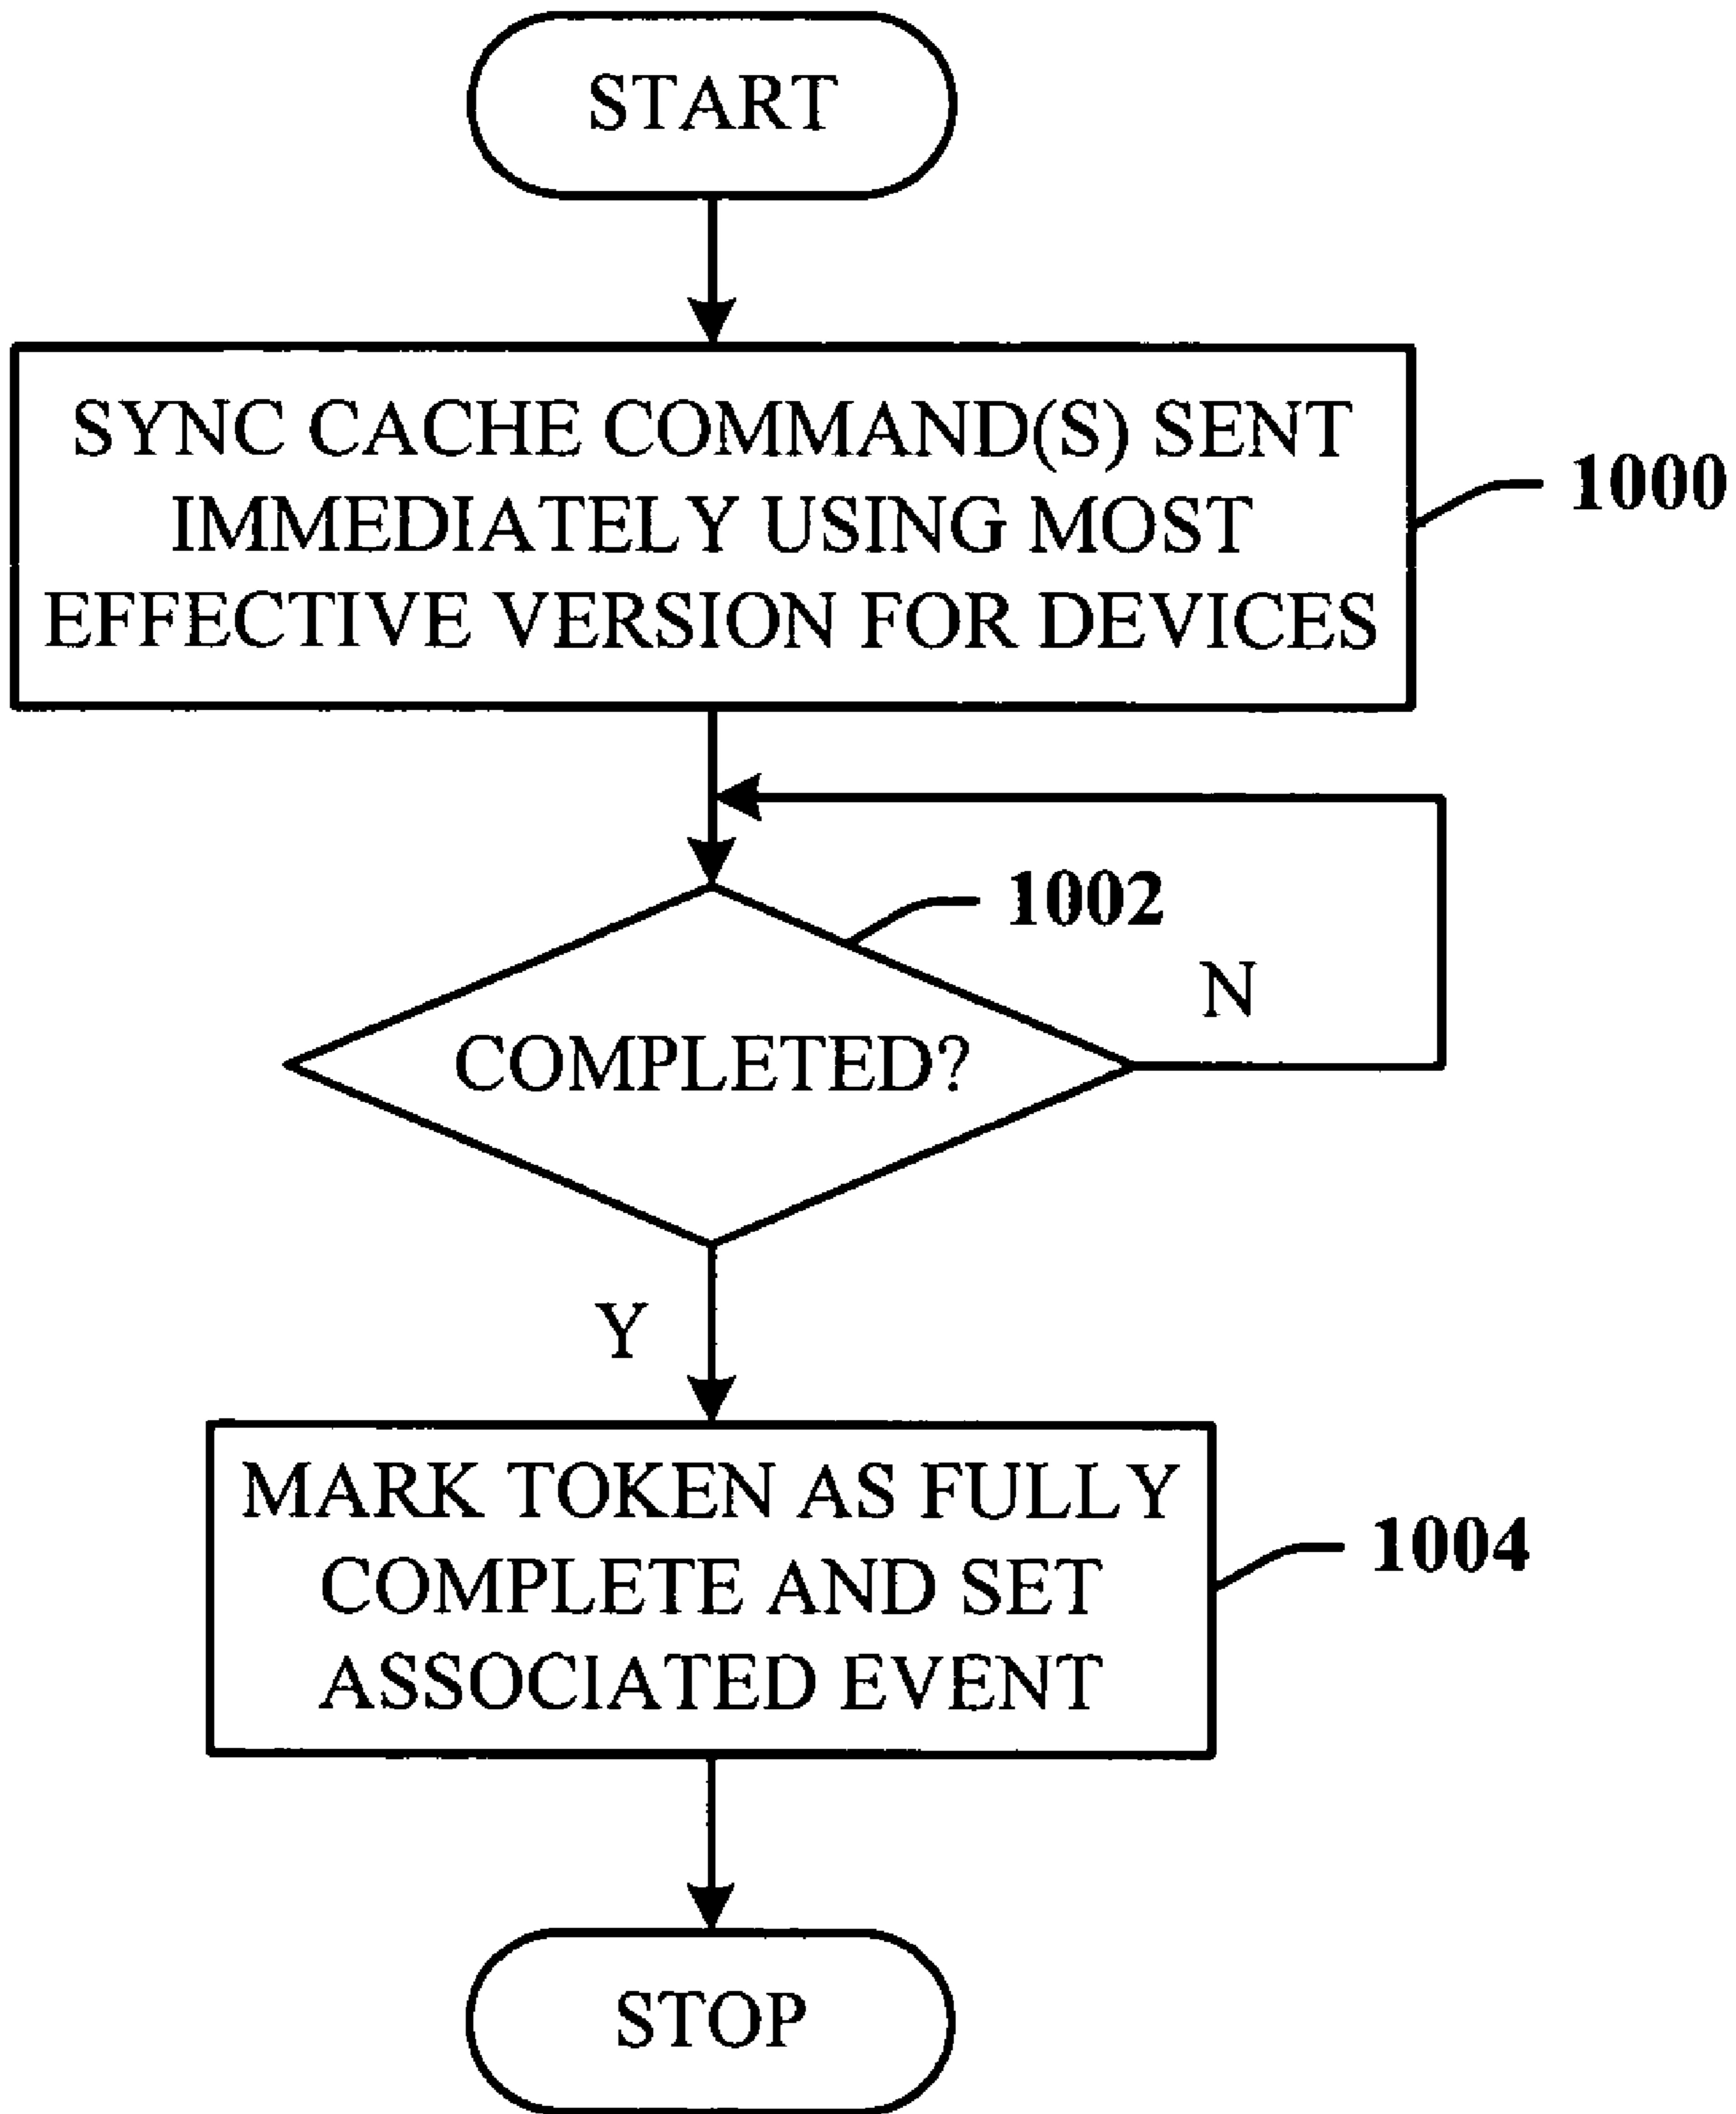 START
SYNC CACHE COMMAND(S) SENT
IMMEDIATELY USING MOST
EFFECTIVE VERSION FOR DEVICES
1000
1002
N
COMPLETED?
Y
MARK TOKEN AS FULLY
COMPLETE AND SET
ASSOCIATED EVENT
1004
STOP